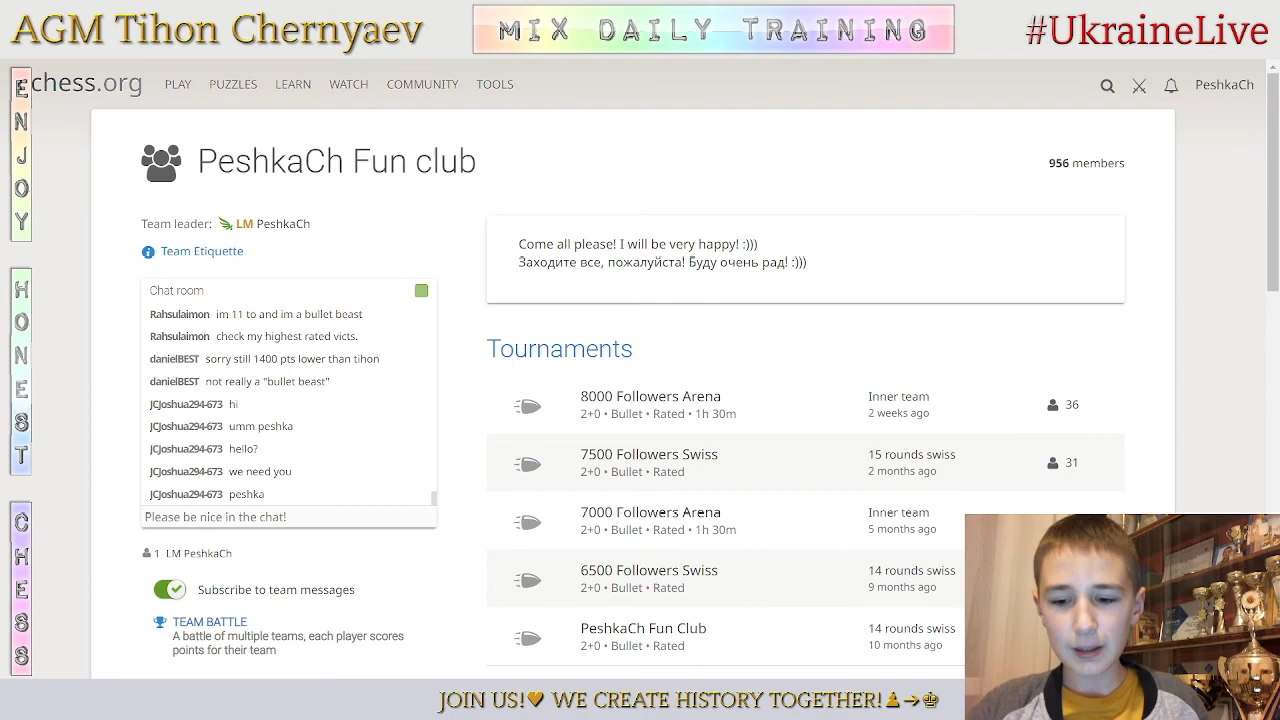 AGM Tihon Chernyaev
MIX DAILY TRAINING
#UkraineLive
chess.org
PLAY PUZZLES LEARN WATCH COMMUNITY TOOLS
PeshkaCh
ENJOY
HONEST
CHESS
PeshkaCh Fun club
956 members
Team leader: LM PeshkaCh
Team Etiquette
Come all please! I will be very happy! :)))
Заходите все, пожалуйста! Буду очень рад! :)))
Chat room
Rahsulaimon im 11 to and im a bullet beast
Rahsulaimon check my highest rated victs.
danielBEST sorry still 1400 pts lower than tihon
danielBEST not really a "bullet beast"
JCJoshua294-673 hi
JCJoshua294-673 umm peshka
JCJoshua294-673 hello?
JCJoshua294-673 we need you
JCJoshua294-673 peshka
Please be nice in the chat!
1 LM PeshkaCh
Subscribe to team messages
TEAM BATTLE
A battle of multiple teams, each player scores
points for their team
Tournaments
8000 Followers Arena Inner team 36
2+0 • Bullet • Rated • 1h 30m 2 weeks ago
7500 Followers Swiss 15 rounds swiss 31
2+0 • Bullet • Rated 2 months ago
7000 Followers Arena Inner team
2+0 • Bullet • Rated • 1h 30m 5 months ago
6500 Followers Swiss 14 rounds swiss
2+0 • Bullet • Rated 9 months ago
PeshkaCh Fun Club 14 rounds swiss
2+0 • Bullet • Rated 10 months ago
JOIN US!♥ WE CREATE HISTORY TOGETHER!♟→♚